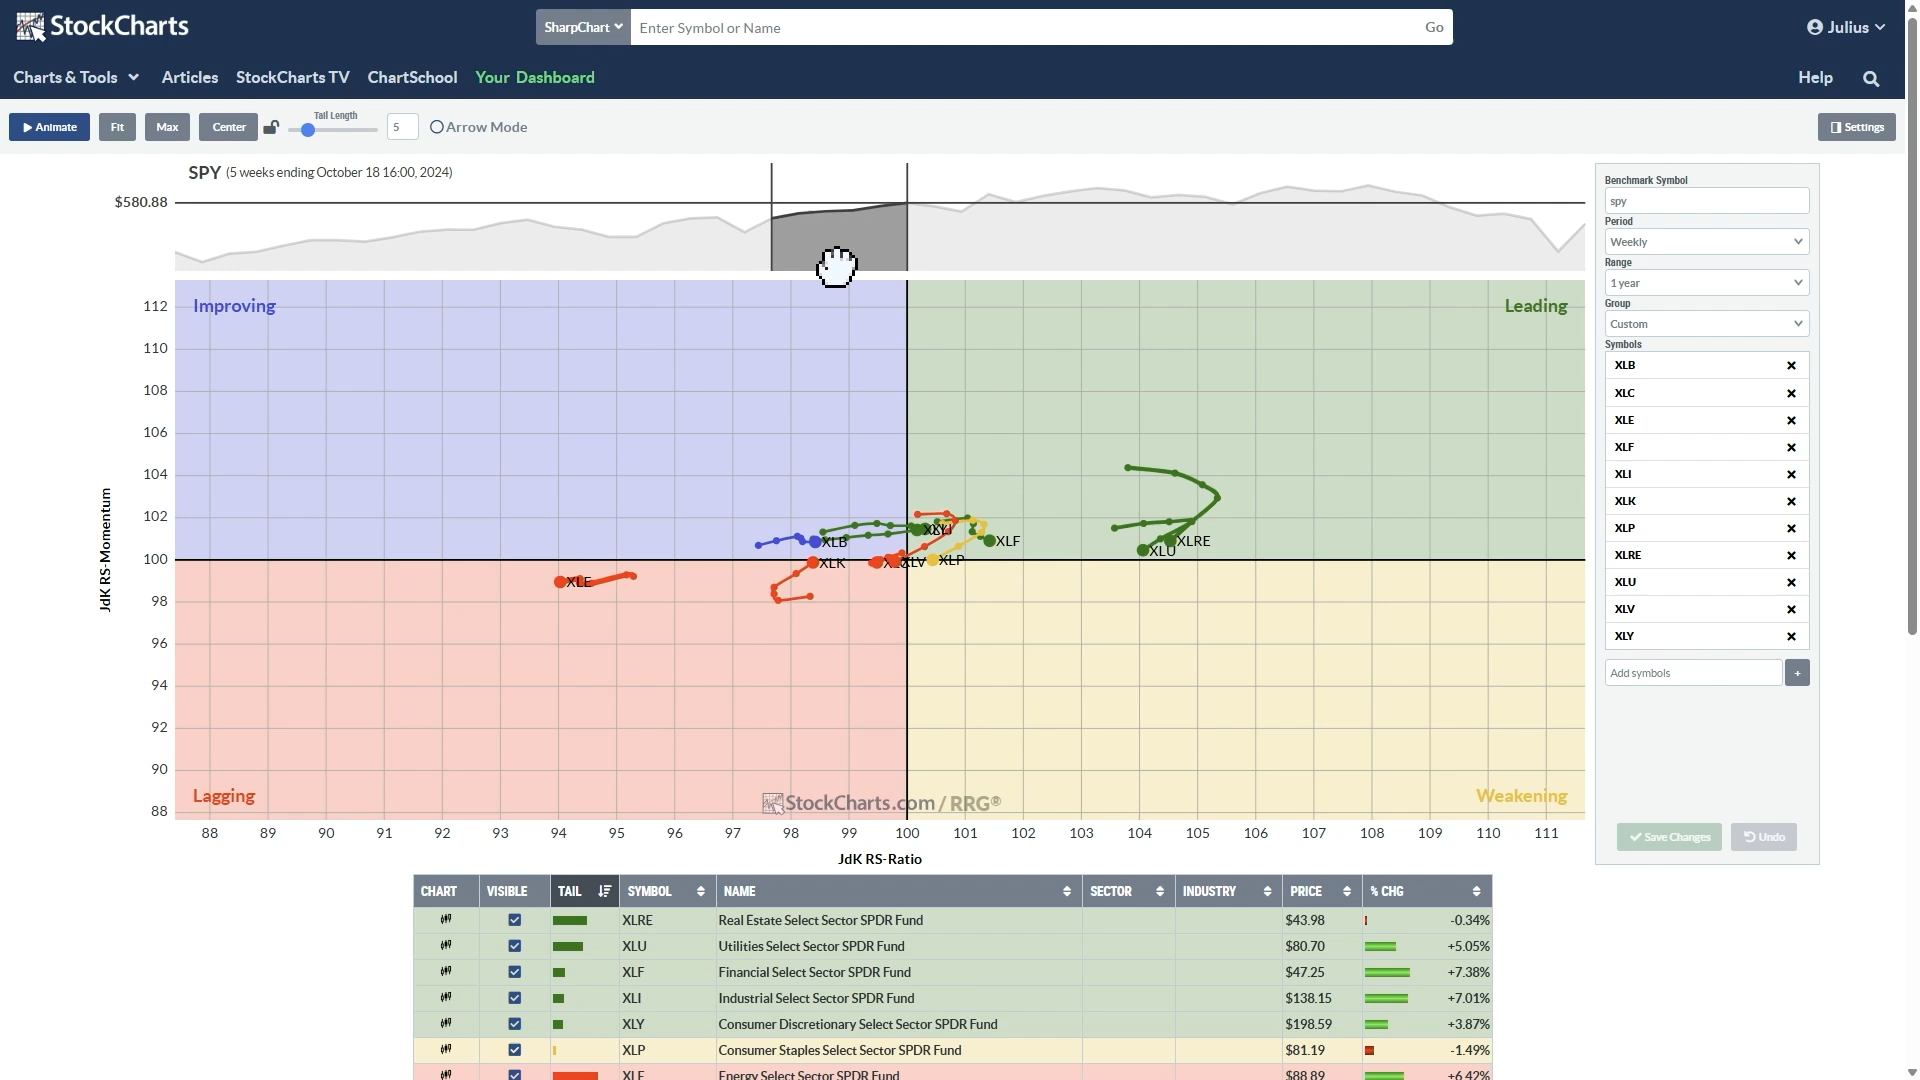 StockCharts
SharpChart Enter Symbol or Name Go
Julius
Charts & Tools Articles StockCharts TV ChartSchool Your Dashboard
Help
Animate Fit Max Center Tail Length 5 Arrow Mode
Settings
SPY (5 weeks ending October 18 16:00, 2024)
$580.88
Improving
Leading
Lagging
Weakening
JdK RS-Momentum
112
110
108
106
104
102
100
98
96
94
92
90
88
XLB
XLK
XLE
XLV
XLP
XLF
XLU
XLRE
StockCharts.com / RRG®
88 89 90 91 92 93 94 95 96 97 98 99 100 101 102 103 104 105 106 107 108 109 110 111
JdK RS-Ratio
Benchmark Symbol
spy
Period
Weekly
Range
1 year
Group
Custom
Symbols
XLB
XLC
XLE
XLF
XLI
XLK
XLP
XLRE
XLU
XLV
XLY
Add symbols +
Save Changes Undo
CHART VISIBLE TAIL SYMBOL NAME SECTOR INDUSTRY PRICE % CHG
XLRE Real Estate Select Sector SPDR Fund $43.98 -0.34%
XLU Utilities Select Sector SPDR Fund $80.70 +5.05%
XLF Financial Select Sector SPDR Fund $47.25 +7.38%
XLI Industrial Select Sector SPDR Fund $138.15 +7.01%
XLY Consumer Discretionary Select Sector SPDR Fund $198.59 +3.87%
XLP Consumer Staples Select Sector SPDR Fund $81.19 -1.49%
XLE Energy Select Sector SPDR Fund $88.89 +6.42%